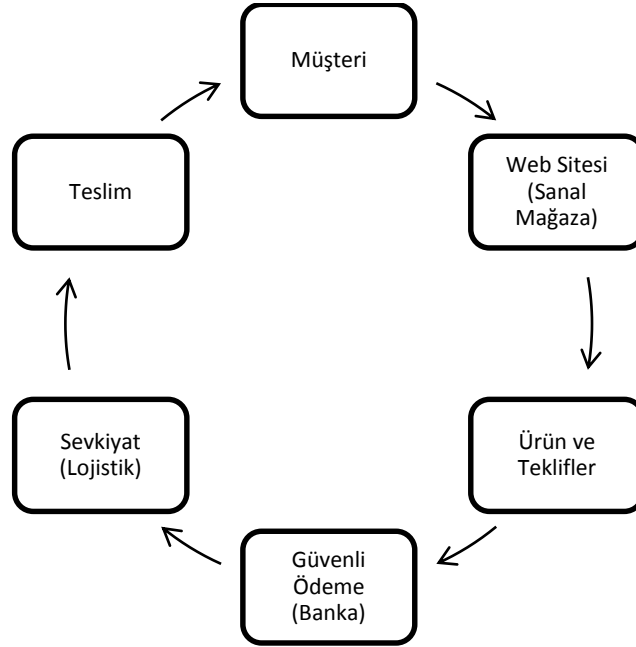 Müşteri
Web Sitesi
(Sanal
Mağaza)
Ürün ve
Teklifler
Güvenli
Ödeme
(Banka)
Sevkiyat
(Lojistik)
Teslim